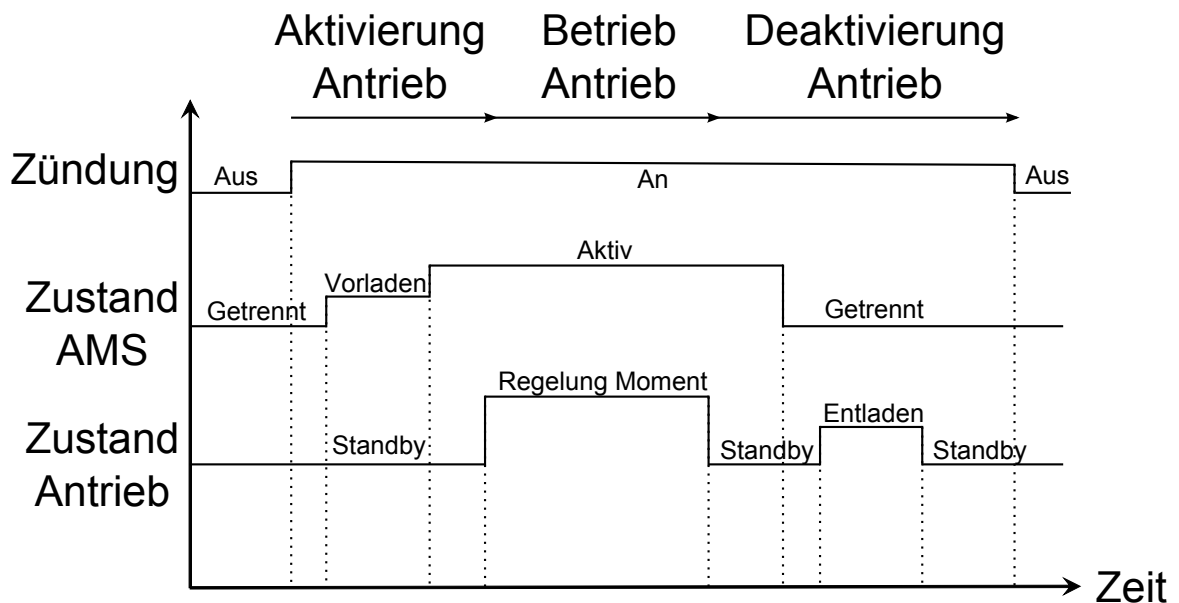 Aktivierung
Antrieb
Betrieb
Antrieb
Deaktivierung
Antrieb
Zündung
Aus
An
Aus
Zustand
AMS
Getrennt
Vorladen
Aktiv
Getrennt
Zustand
Antrieb
Standby
Regelung Moment
Standby
Entladen
Standby
Zeit